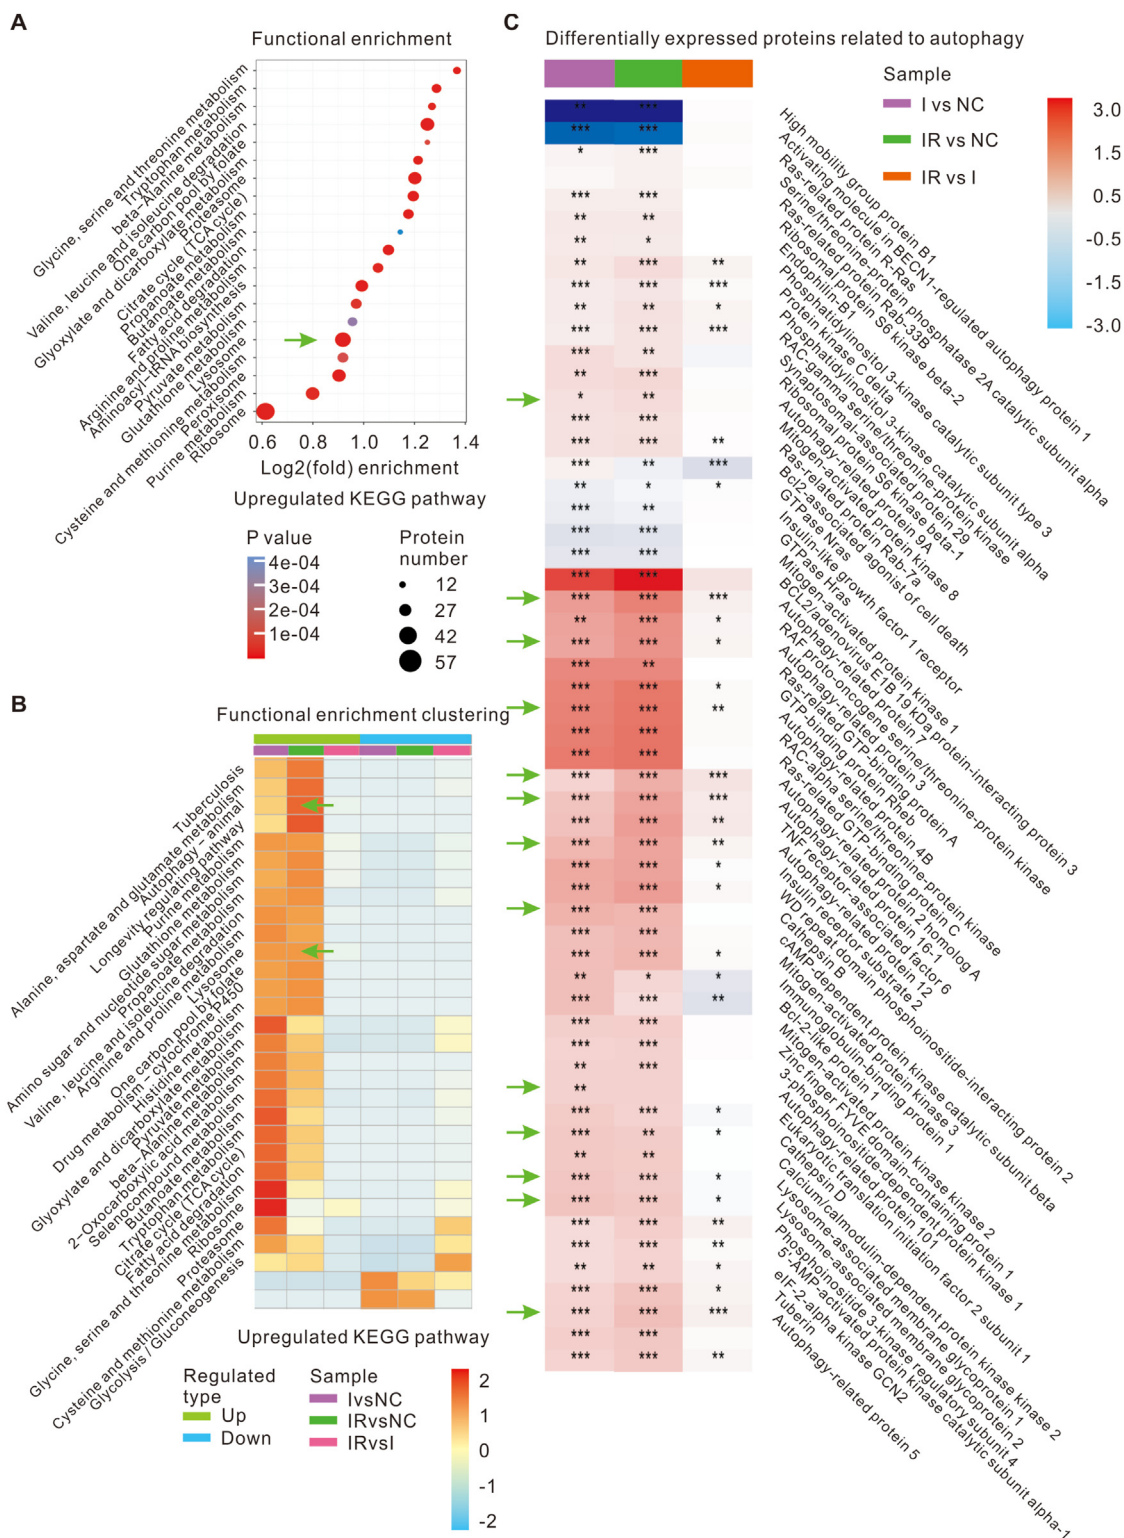 A
Functional enrichment
Glycine, serine and threonine metabolism
Tryptophan metabolism
beta-Alanine metabolism
Valine, leucine and isoleucine degradation
One carbon pool by folate
Glyoxylate and dicarboxylate metabolism
Proteasome
Citrate cycle (TCA cycle)
Propanoate metabolism
Butanoate metabolism
Fatty acid degradation
Arginine and proline metabolism
Aminoacyl-tRNA biosynthesis
Pyruvate metabolism
Glutathione metabolism
Lysosome
Cysteine and methionine metabolism
Peroxisome
Purine metabolism
Ribosome
0.6 0.8 1.0 1.2 1.4
Log2(fold) enrichment
Upregulated KEGG pathway
P value
4e-04
3e-04
2e-04
1e-04
Protein
number
12
27
42
57
B
Functional enrichment clustering
Tuberculosis
Alanine, aspartate and glutamate metabolism
Autophagy - animal
Longevity regulating pathway
Purine metabolism
Glutathione metabolism
Amino sugar and nucleotide sugar metabolism
Propanoate metabolism
Valine, leucine and isoleucine degradation
Arginine and proline metabolism
Lysosome
One carbon pool by folate
Drug metabolism - cytochrome P450
Histidine metabolism
Glyoxylate and dicarboxylate metabolism
Pyruvate metabolism
beta-Alanine metabolism
2-Oxocarboxylic acid metabolism
Selenocompound metabolism
Butanoate metabolism
Tryptophan metabolism
Citrate cycle (TCA cycle)
Fatty acid degradation
Glycine, serine and threonine metabolism
Ribosome
Proteasome
Cysteine and methionine metabolism
Glycolysis / Gluconeogenesis
Upregulated KEGG pathway
Regulated
type
Up
Down
Sample
IvsNC
IRvsNC
IRvsI
2
1
0
-1
-2
C
Differentially expressed proteins related to autophagy
Sample
I vs NC
IR vs NC
IR vs I
3.0
1.5
0.5
-0.5
-1.5
-3.0
High mobility group protein B1
Activating molecule in BECN1-regulated autophagy protein 1
Ras-related protein R-Ras
Serine/threonine-protein phosphatase 2A catalytic subunit alpha
Ras-related protein Rab-33B
Ribosomal protein S6 kinase beta-2
Endophilin-B1
Phosphatidylinositol 3-kinase catalytic subunit type 3
Protein kinase C delta
Phosphatidylinositol 3-kinase catalytic subunit alpha
RAC-gamma serine/threonine-protein kinase
Synaptosomal-associated protein 29
Ribosomal protein S6 kinase beta-1
Autophagy-related protein 9A
Mitogen-activated protein kinase 8
Ras-related protein Rab-7a
Bcl2-associated agonist of cell death
GTPase Nras
Insulin-like growth factor 1 receptor
GTPase Hras
Mitogen-activated protein kinase 1
BCL2/adenovirus E1B 19 kDa protein-interacting protein 3
Autophagy-related protein 7
RAF proto-oncogene serine/threonine-protein kinase
Autophagy-related protein 3
Ras-related GTP-binding protein A
GTP-binding protein Rheb
Autophagy-related protein 4B
RAC-alpha serine/threonine-protein kinase
Ras-related GTP-binding protein C
Autophagy-related protein 2 homolog A
Autophagy-related protein 16-1
TNF receptor-associated factor 6
Autophagy-related protein 12
Insulin receptor substrate 2
WD repeat domain phosphoinositide-interacting protein 2
Cathepsin B
cAMP-dependent protein kinase catalytic subunit beta
Mitogen-activated protein kinase 3
Immunoglobulin-binding protein 1
Bcl-2-like protein 1
Mitogen-activated protein kinase 2
Zinc finger FYVE domain-containing protein 1
3-phosphoinositide-dependent protein kinase 1
Autophagy-related protein 101
Eukaryotic translation initiation factor 2 subunit 1
Cathepsin D
Calcium/calmodulin-dependent protein kinase kinase 2
Lysosome-associated membrane glycoprotein 1
Lysosome-associated membrane glycoprotein 2
Phosphoinositide 3-kinase regulatory subunit 4
5'-AMP-activated protein kinase catalytic subunit alpha-1
eIF-2-alpha kinase GCN2
Tuberin
Autophagy-related protein 5